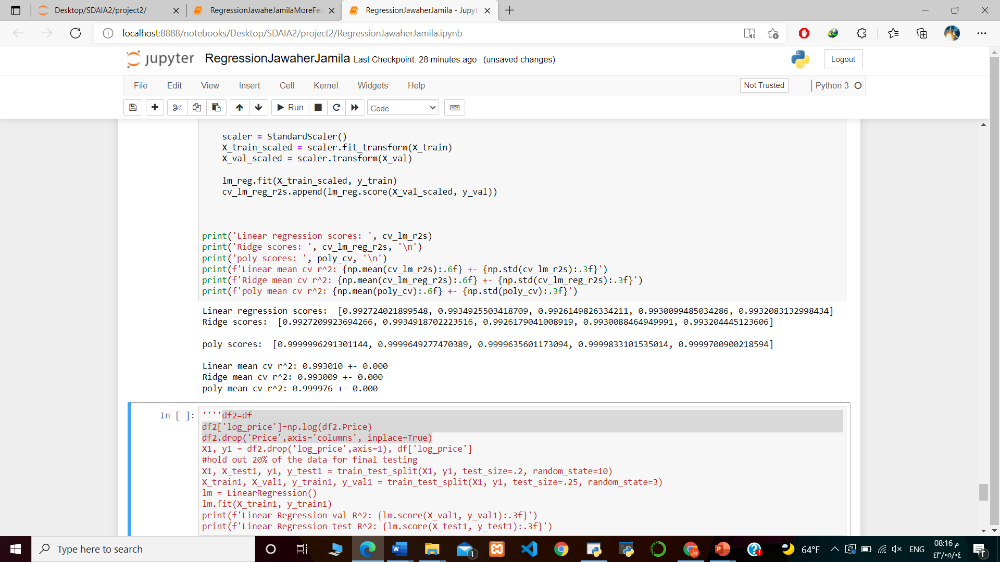 Desktop/SDAIA2/project2/
RegressionJawaheJamilaMoreFea
RegressionJawaherJamila - Jupyt
localhost:8888/notebooks/Desktop/SDAIA2/project2/RegressionJawaherJamila.ipynb
jupyter RegressionJawaherJamila Last Checkpoint: 28 minutes ago (unsaved changes)
Logout
File Edit View Insert Cell Kernel Widgets Help
Not Trusted
Python 3
Run
Code
scaler = StandardScaler()
X_train_scaled = scaler.fit_transform(X_train)
X_val_scaled = scaler.transform(X_val)
lm_reg.fit(X_train_scaled, y_train)
cv_lm_reg_r2s.append(lm_reg.score(X_val_scaled, y_val))
print('Linear regression scores: ', cv_lm_r2s)
print('Ridge scores: ', cv_lm_reg_r2s, '\n')
print('poly scores: ', poly_cv, '\n')
print(f'Linear mean cv r^2: {np.mean(cv_lm_r2s):.6f} +- {np.std(cv_lm_r2s):.3f}')
print(f'Ridge mean cv r^2: {np.mean(cv_lm_reg_r2s):.6f} +- {np.std(cv_lm_reg_r2s):.3f}')
print(f'poly mean cv r^2: {np.mean(poly_cv):.6f} +- {np.std(poly_cv):.3f}')
Linear regression scores:  [0.992724021899548, 0.9934925503418709, 0.9926149826334211, 0.9930099485034286, 0.9932083132998434]
Ridge scores:  [0.9927209923694266, 0.9934918702223516, 0.9926179041008919, 0.9930088464949991, 0.993204445123606]
poly scores:  [0.9999996291301144, 0.9999649277470389, 0.9999635601173094, 0.9999833101535014, 0.9999700900218594]
Linear mean cv r^2: 0.993010 +- 0.000
Ridge mean cv r^2: 0.993009 +- 0.000
poly mean cv r^2: 0.999976 +- 0.000
In [ ]:
''''df2=df
df2['log_price']=np.log(df2.Price)
df2.drop('Price',axis='columns', inplace=True)
X1, y1 = df2.drop('log_price',axis=1), df['log_price']
#hold out 20% of the data for final testing
X1, X_test1, y1, y_test1 = train_test_split(X1, y1, test_size=.2, random_state=10)
X_train1, X_val1, y_train1, y_val1 = train_test_split(X1, y1, test_size=.25, random_state=3)
lm = LinearRegression()
lm.fit(X_train1, y_train1)
print(f'Linear Regression val R^2: {lm.score(X_val1, y_val1):.3f}')
print(f'Linear Regression test R^2: {lm.score(X_test1, y_test1):.3f}')
Type here to search
64°F
ENG
08:16 م
٤٣/٠٥/٠٤